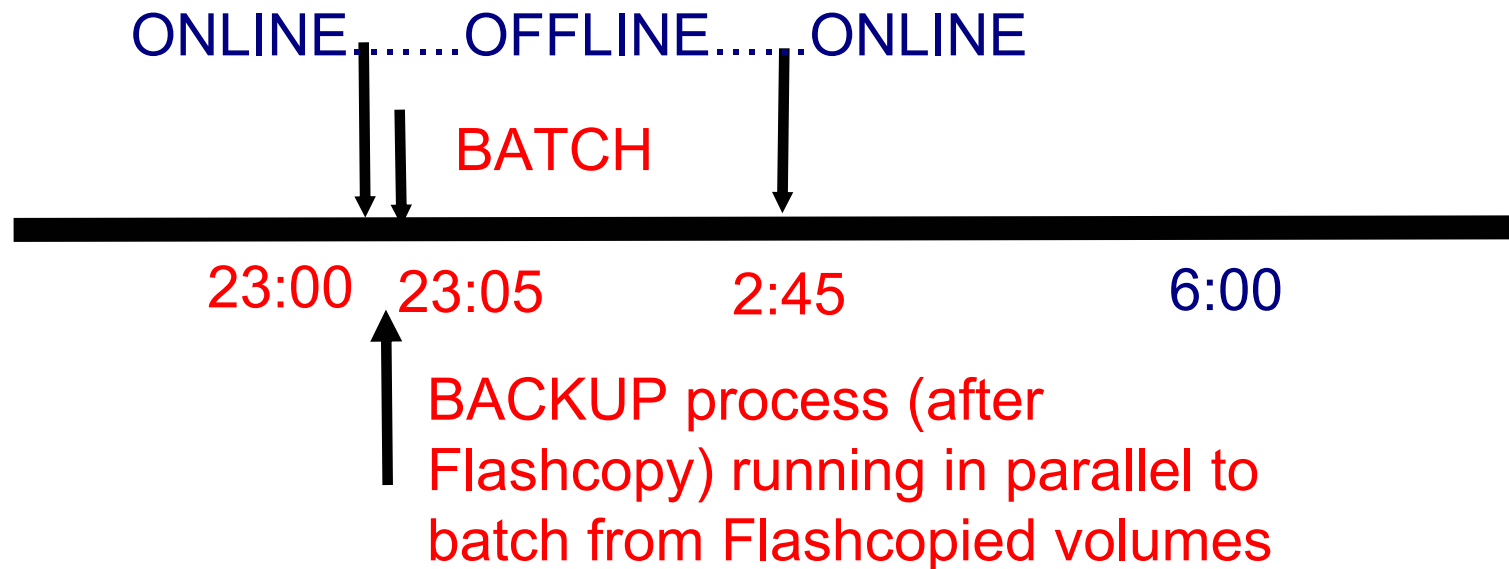 ONLINE.......OFFLINE......ONLINE
BATCH
23:00 23:05 2:45 6:00
BACKUP process (after
Flashcopy) running in parallel to
batch from Flashcopied volumes